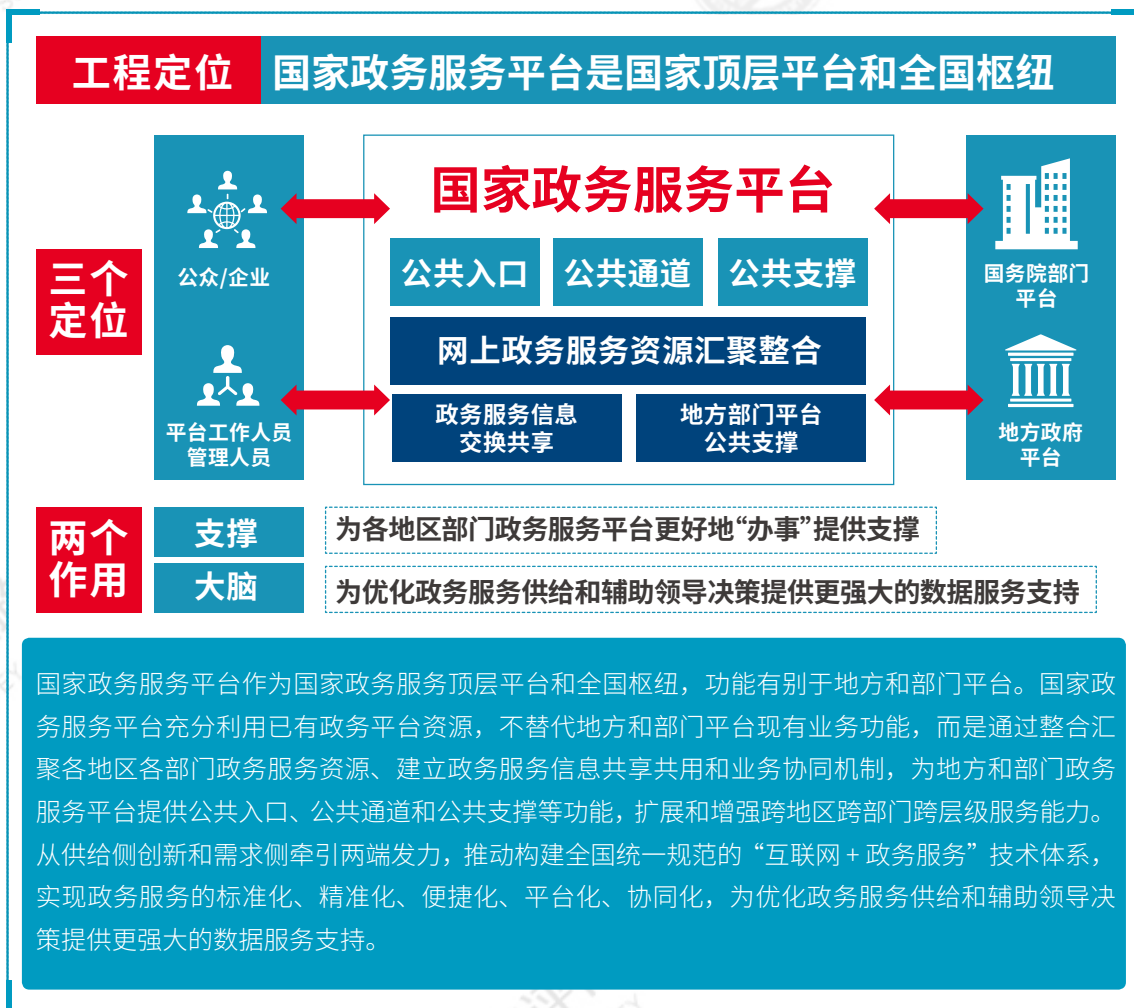 工程定位 国家政务服务平台是国家顶层平台和全国枢纽
三个
定位
公众/企业
平台工作人员
管理人员
国家政务服务平台
公共入口 公共通道 公共支撑
网上政务服务资源汇聚整合
政务服务信息
交换共享
地方部门平台
公共支撑
国务院部门
平台
地方政府
平台
两个
作用
支撑 为各地区部门政务服务平台更好地“办事”提供支撑
大脑 为优化政务服务供给和辅助领导决策提供更强大的数据服务支持
国家政务服务平台作为国家政务服务顶层平台和全国枢纽，功能有别于地方和部门平台。国家政
务服务平台充分利用已有政务平台资源，不替代地方和部门平台现有业务功能，而是通过整合汇
聚各地区各部门政务服务资源、建立政务服务信息共享共用和业务协同机制，为地方和部门政务
服务平台提供公共入口、公共通道和公共支撑等功能，扩展和增强跨地区跨部门跨层级服务能力。
从供给侧创新和需求侧牵引两端发力，推动构建全国统一规范的“互联网+政务服务”技术体系，
实现政务服务的标准化、精准化、便捷化、平台化、协同化，为优化政务服务供给和辅助领导决
策提供更强大的数据服务支持。